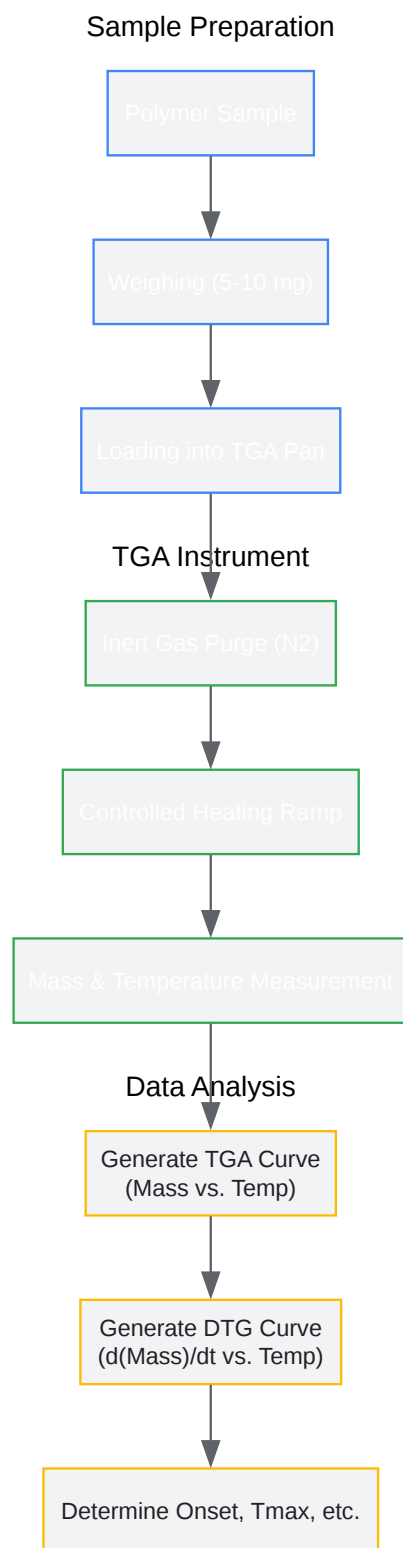 Sample Preparation
Polymer Sample
Weighing (5-10 mg)
Loading into TGA Pan
TGA Instrument
Inert Gas Purge (N2)
Controlled Heating Ramp
Mass & Temperature Measurement
Data Analysis
Generate TGA Curve
(Mass vs. Temp)
Generate DTG Curve
(d(Mass)/dt vs. Temp)
Determine Onset, Tmax, etc.